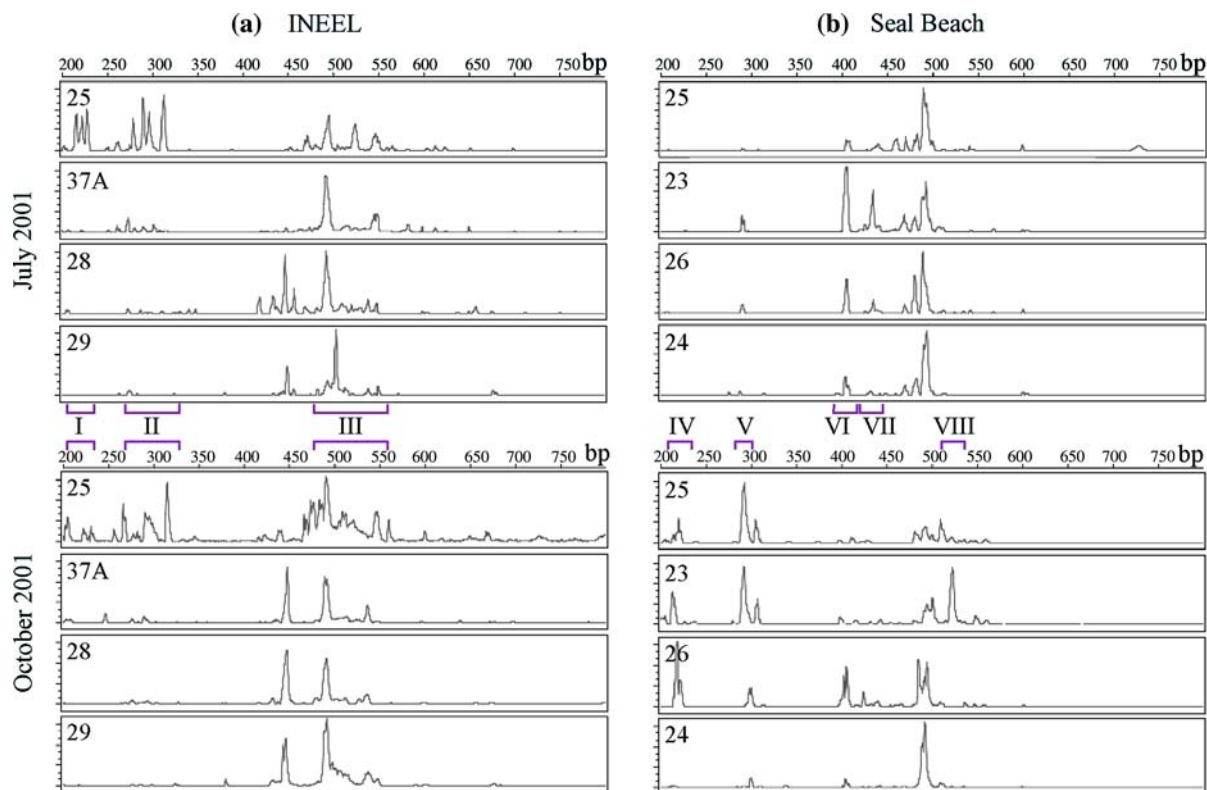 (a) INEEL
200 250 300 350 400 450 500 550 600 650 700 750 bp
July 2001
25
37A
28
29
I II III
200 250 300 350 400 450 500 550 600 650 700 750 bp
October 2001
25
37A
28
29
(b) Seal Beach
200 250 300 350 400 450 500 550 600 650 700 750 bp
25
23
26
24
IV V VI VII VIII
200 250 300 350 400 450 500 550 600 650 700 750 bp
25
23
26
24